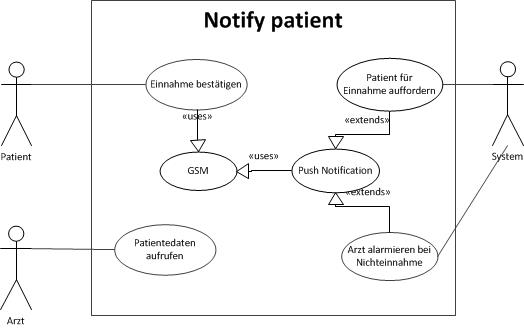 Notify patient
Einnahme bestätigen
Patient für
Einnahme auffordern
«uses»
«extends»
Patient
System
«uses»
GSM
Push Notification
«extends»
Patientedaten
aufrufen
Arzt alarmieren bei
Nichteinnahme
Arzt